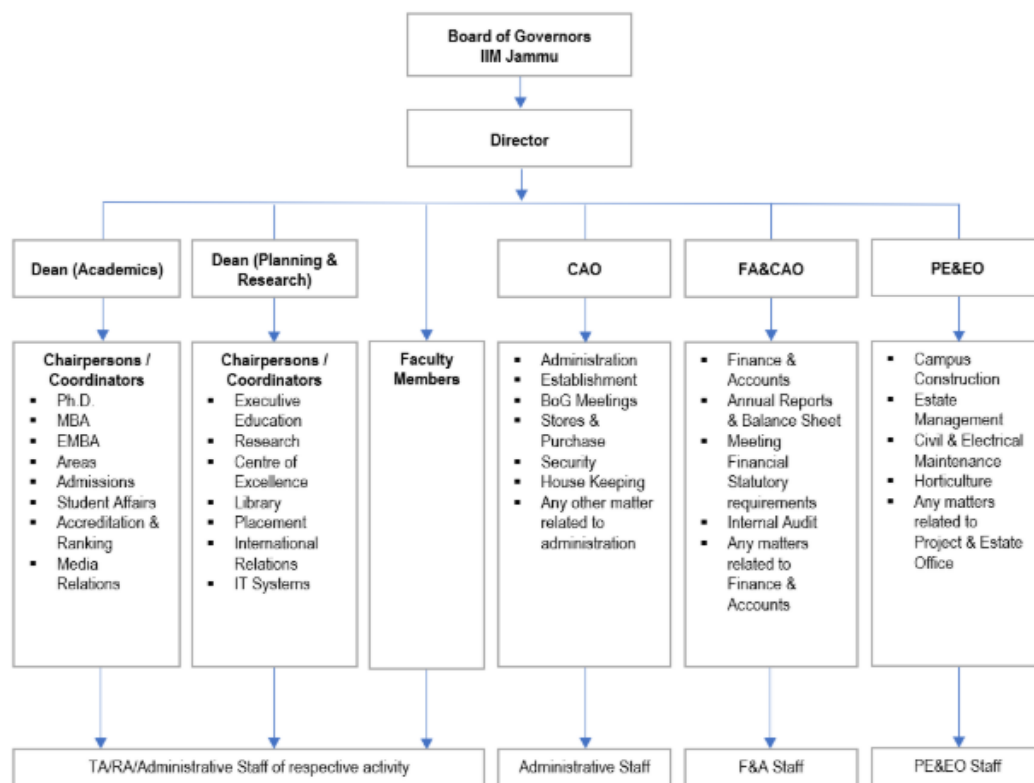 Board of Governors
IIM Jammu
Director
Dean (Academics)
Dean (Planning &
Research)
CAO
FA&CAO
PE&EO
Chairpersons /
Coordinators
▪ Ph.D.
▪ MBA
▪ EMBA
▪ Areas
▪ Admissions
▪ Student Affairs
▪ Accreditation &
Ranking
▪ Media
Relations
Chairpersons /
Coordinators
▪ Executive
Education
▪ Research
▪ Centre of
Excellence
▪ Library
▪ Placement
▪ International
Relations
▪ IT Systems
Faculty
Members
▪ Administration
▪ Establishment
▪ BoG Meetings
▪ Stores &
Purchase
▪ Security
▪ House Keeping
▪ Any other matter
related to
administration
▪ Finance &
Accounts
▪ Annual Reports
& Balance Sheet
▪ Meeting
Financial
Statutory
requirements
▪ Internal Audit
▪ Any matters
related to
Finance &
Accounts
▪ Campus
Construction
▪ Estate
Management
▪ Civil & Electrical
Maintenance
▪ Horticulture
▪ Any matters
related to
Project & Estate
Office
TA/RA/Administrative Staff of respective activity
Administrative Staff
F&A Staff
PE&EO Staff